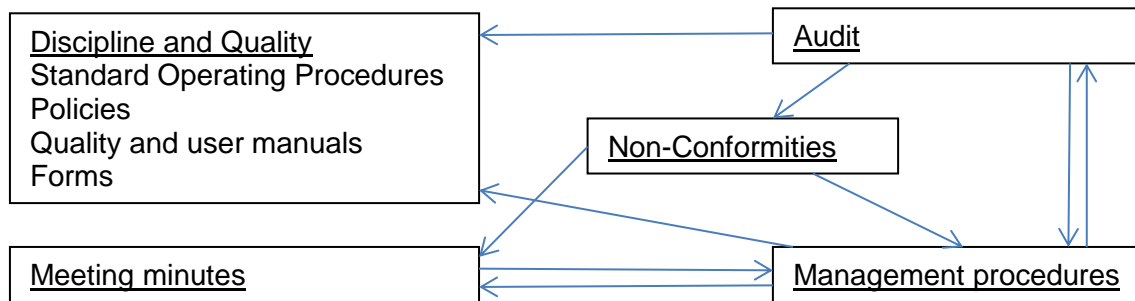 Discipline and Quality
Standard Operating Procedures
Policies
Quality and user manuals
Forms
Audit
Non-Conformities
Meeting minutes
Management procedures